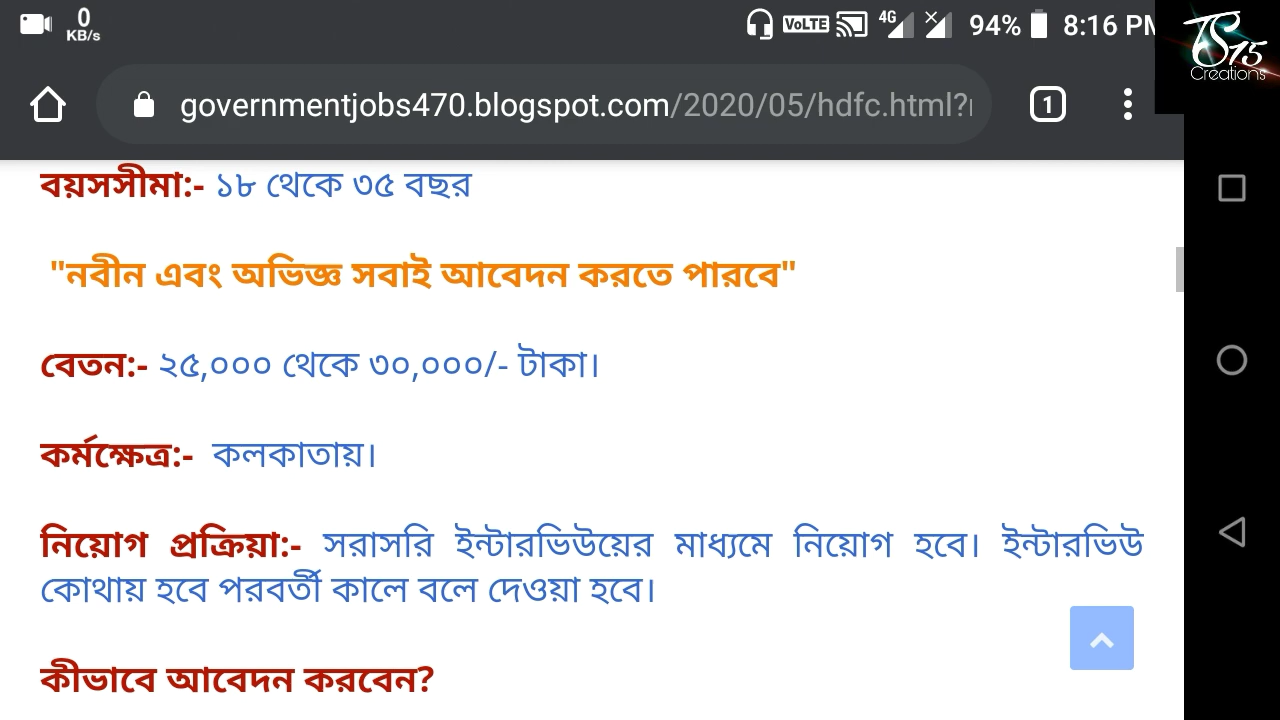 0
KB/s
VoLTE
4G
94%
8:16 PM
TS15
Creations
governmentjobs470.blogspot.com/2020/05/hdfc.html?
1
বয়সসীমা:- ১৮ থেকে ৩৫ বছর
"নবীন এবং অভিজ্ঞ সবাই আবেদন করতে পারবে"
বেতন:- ২৫,০০০ থেকে ৩০,০০০/- টাকা।
কর্মক্ষেত্র:- কলকাতায়।
নিয়োগ প্রক্রিয়া:- সরাসরি ইন্টারভিউয়ের মাধ্যমে নিয়োগ হবে। ইন্টারভিউ
কোথায় হবে পরবর্তী কালে বলে দেওয়া হবে।
কীভাবে আবেদন করবেন?